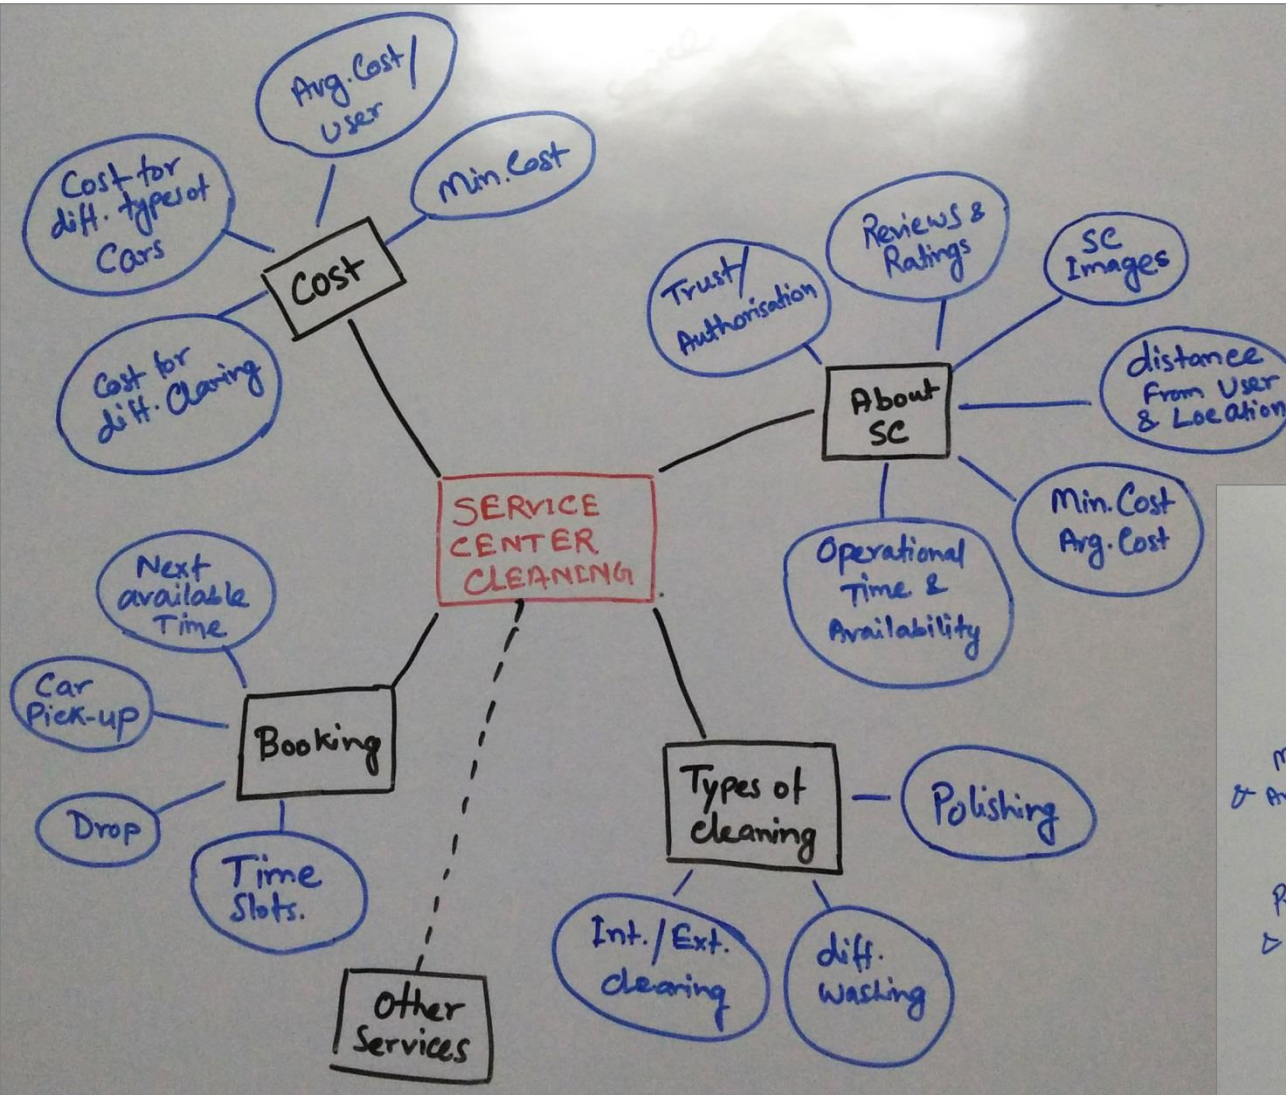 Avg. Cost/
User
Min. Cost
Cost for
diff. types of
Cars
Cost
Cost for
diff. Cleaning
Reviews &
Ratings
SC
Images
Trust/
Authorisation
distance
From User
& Location
About
SC
Min. Cost
Avg. Cost
Operational
Time &
Availability
SERVICE
CENTER
CLEANING
Next
available
Time
Car
Pick-up
Booking
Drop
Time
Slots.
Types of
cleaning
Polishing
Int./Ext.
cleaning
diff.
washing
Other
Services